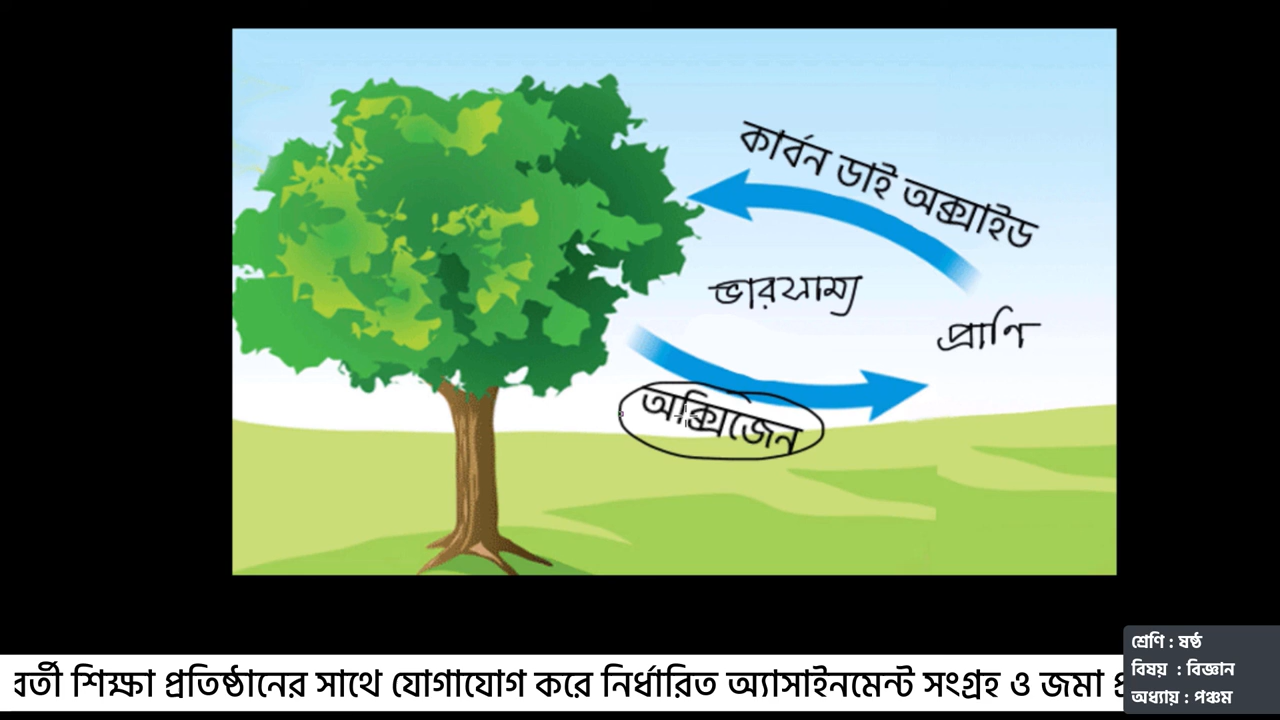 কার্বন ডাই অক্সাইড
ভারসাম্য
প্রাণি
অক্সিজেন
শ্রেণি : ষষ্ঠ
বিষয় : বিজ্ঞান
অধ্যায় : পঞ্চম
বর্তী শিক্ষা প্রতিষ্ঠানের সাথে যোগাযোগ করে নির্ধারিত অ্যাসাইনমেন্ট সংগ্রহ ও জমা